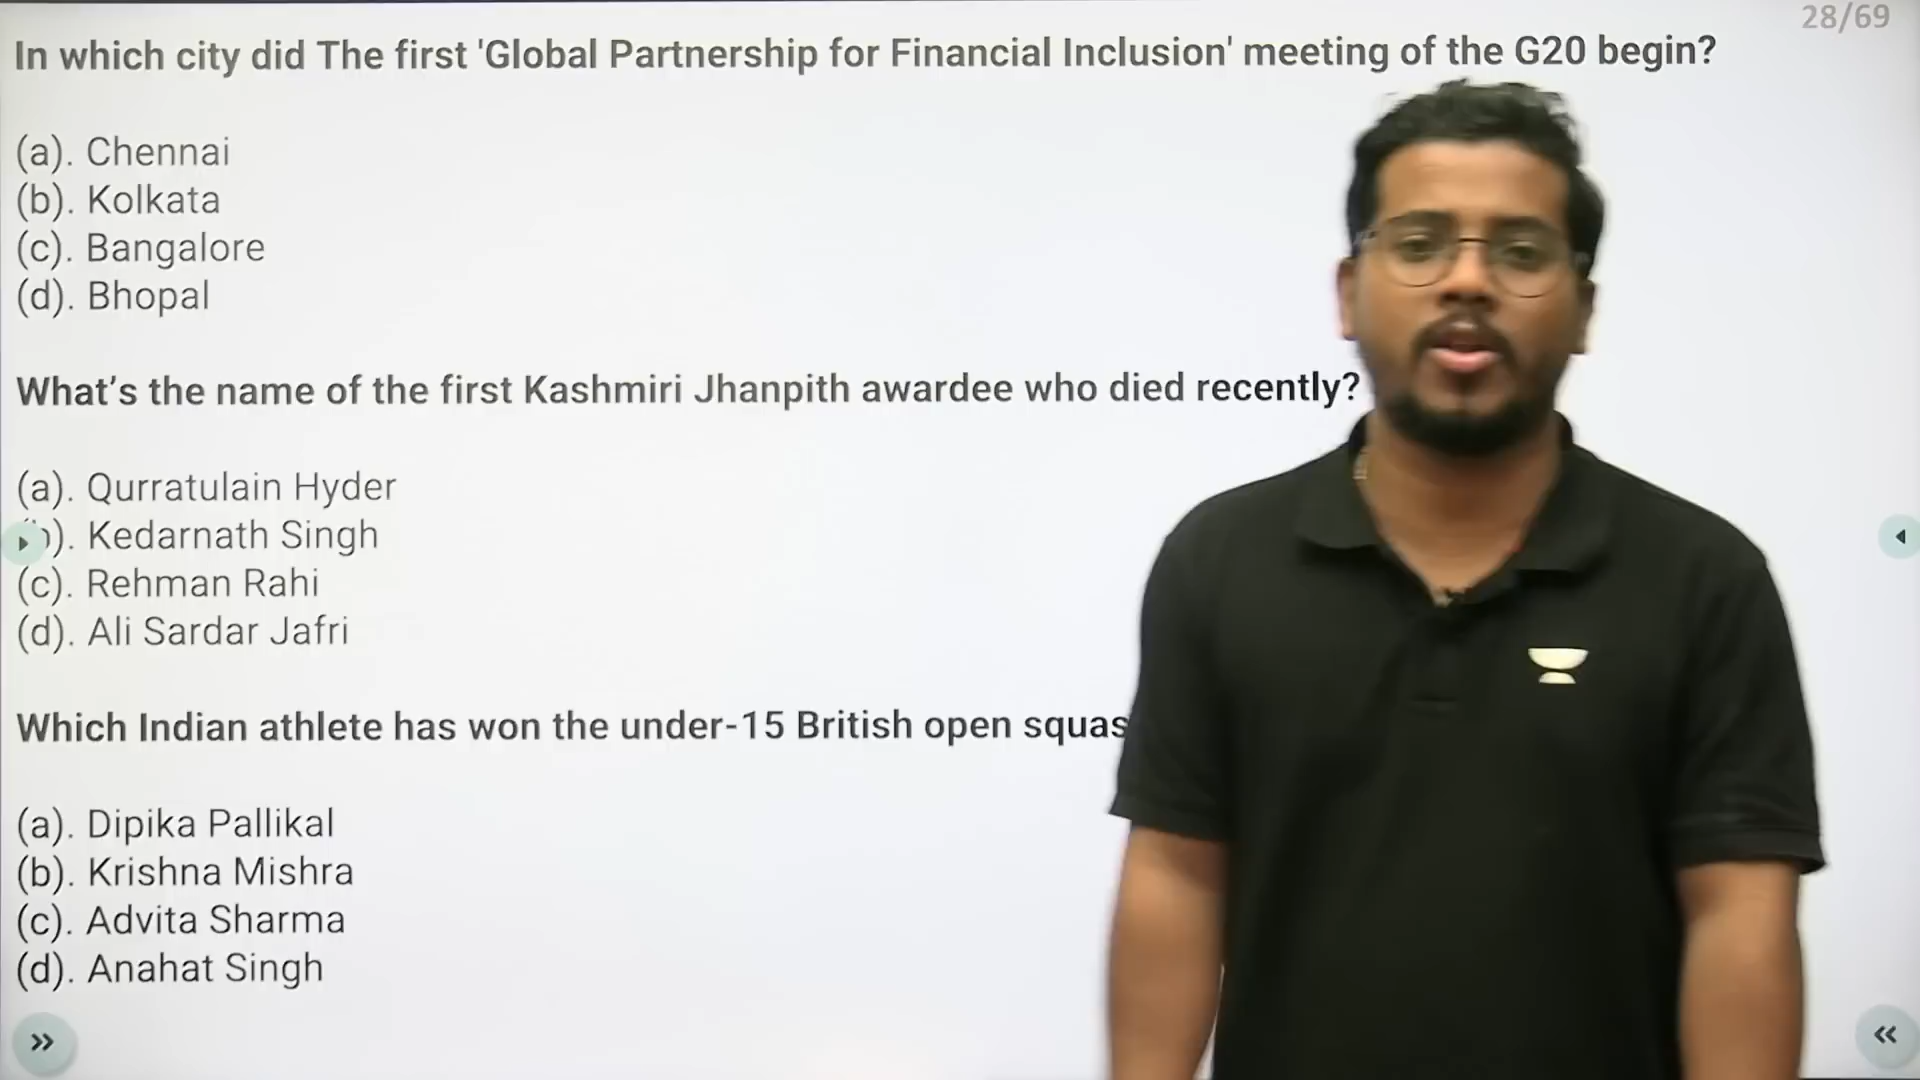 28/69
In which city did The first 'Global Partnership for Financial Inclusion' meeting of the G20 begin?
(a). Chennai
(b). Kolkata
(c). Bangalore
(d). Bhopal
What’s the name of the first Kashmiri Jhanpith awardee who died recently?
(a). Qurratulain Hyder
). Kedarnath Singh
(c). Rehman Rahi
(d). Ali Sardar Jafri
Which Indian athlete has won the under-15 British open
(a). Dipika Pallikal
(b). Krishna Mishra
(c). Advita Sharma
(d). Anahat Singh